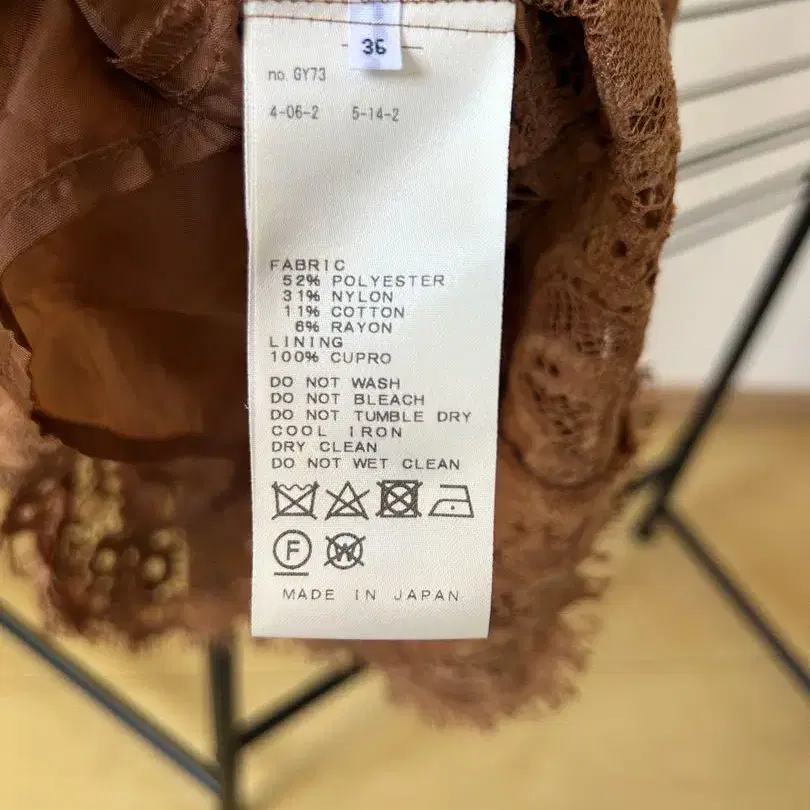 36
no. GY73
4-06-2 5-14-2
FABRIC
52% POLYESTER
31% NYLON
11% COTTON
6% RAYON
LINING
100% CUPRO
DO NOT WASH
DO NOT BLEACH
DO NOT TUMBLE DRY
COOL IRON
DRY CLEAN
DO NOT WET CLEAN
F W
MADE IN JAPAN